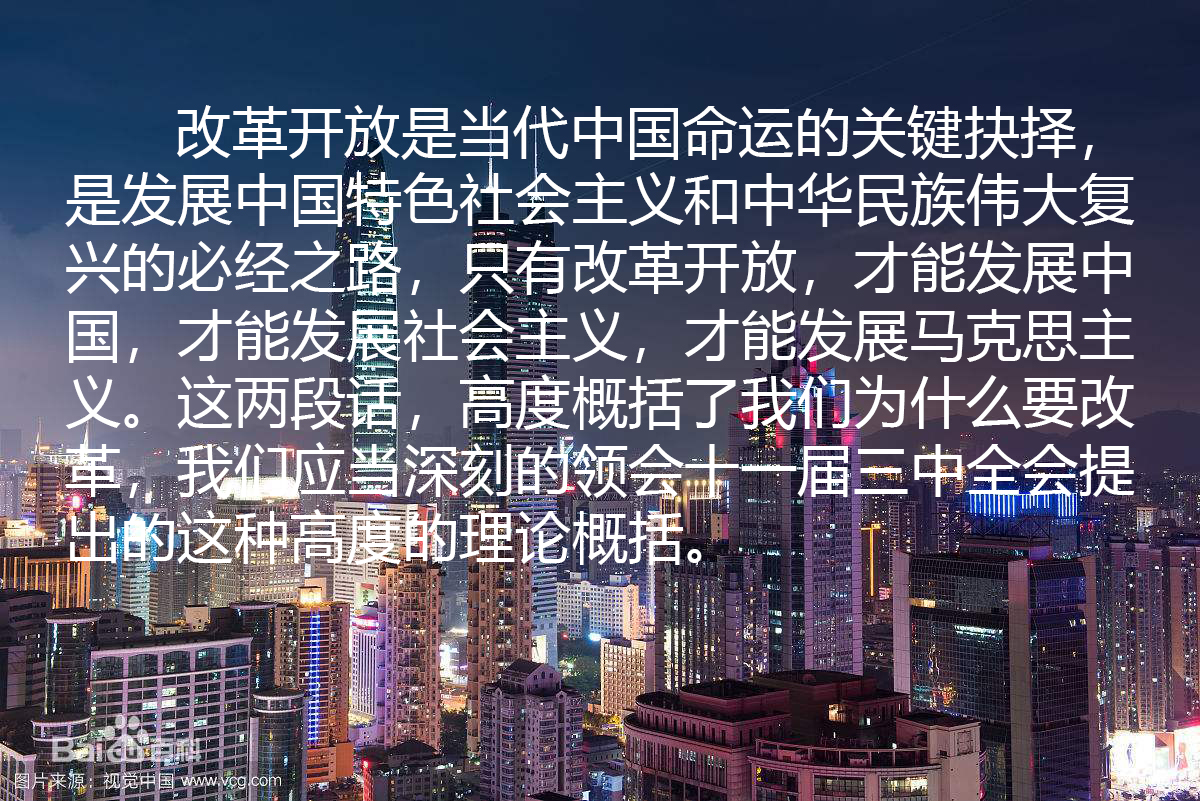 改革开放是当代中国命运的关键抉择，
是发展中国特色社会主义和中华民族伟大复
兴的必经之路，只有改革开放，才能发展中
国，才能发展社会主义，才能发展马克思主
义。这两段话，高度概括了我们为什么要改
革，我们应当深刻的领会十一届三中全会提
出的这种高度的理论概括。
Baidu百科
图片来源：视觉中国 www.vcg.com